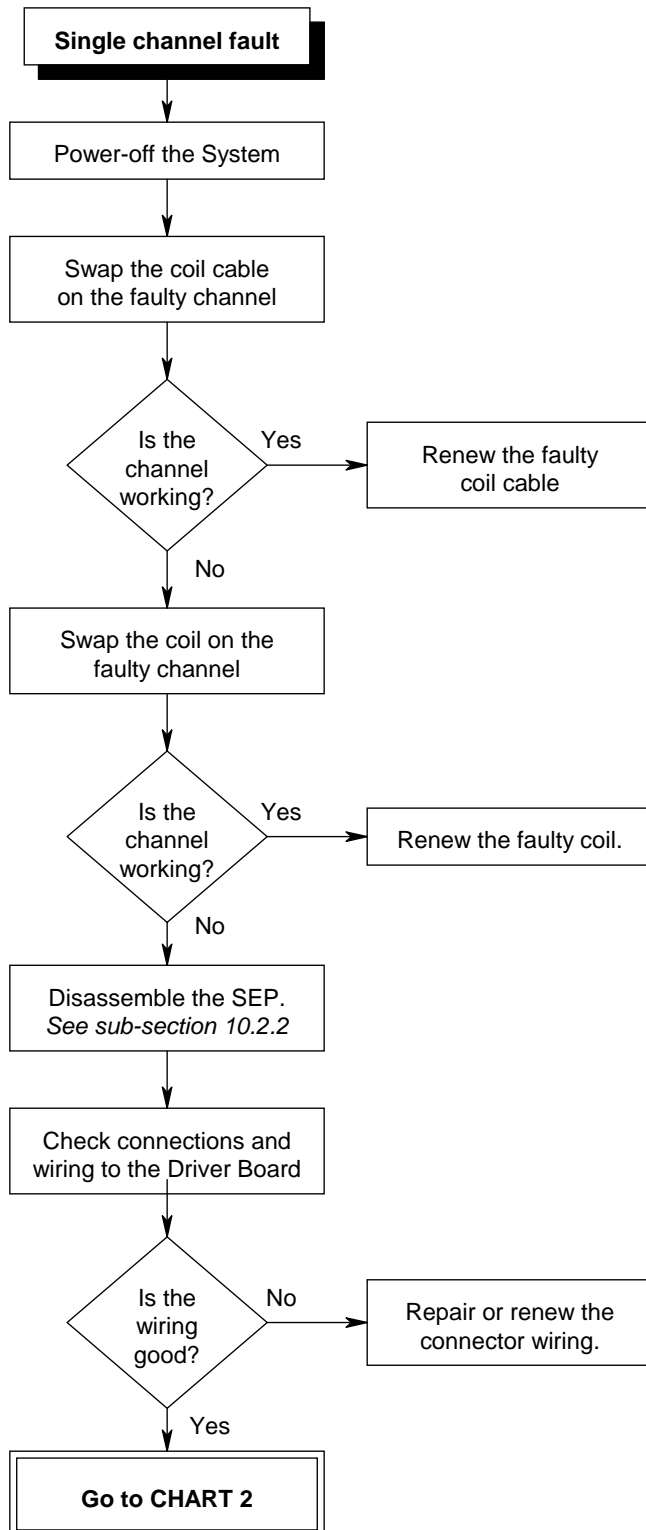 Single channel fault
Power-off the System
Swap the coil cable
on the faulty channel
Is the
channel
working?
Yes
Renew the faulty
coil cable
No
Swap the coil on the
faulty channel
Is the
channel
working?
Yes
Renew the faulty coil.
No
Disassemble the SEP.
See sub-section 10.2.2
Check connections and
wiring to the Driver Board
Is the
wiring
good?
No
Repair or renew the
connector wiring.
Yes
Go to CHART 2